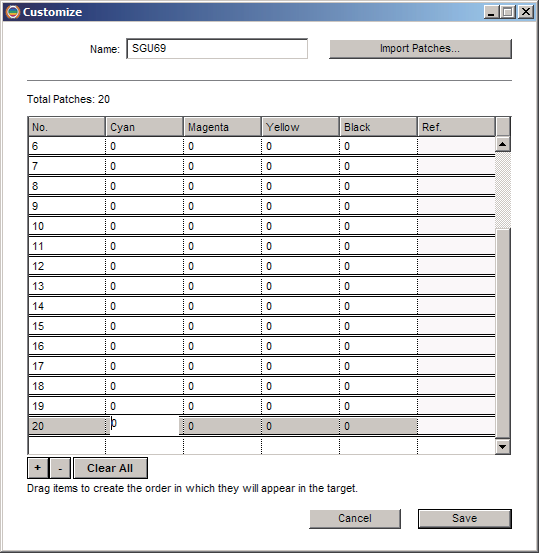 Customize
Name: SGU69 Import Patches...
Total Patches: 20
No. Cyan Magenta Yellow Black Ref.
6 0 0 0 0
7 0 0 0 0
8 0 0 0 0
9 0 0 0 0
10 0 0 0 0
11 0 0 0 0
12 0 0 0 0
13 0 0 0 0
14 0 0 0 0
15 0 0 0 0
16 0 0 0 0
17 0 0 0 0
18 0 0 0 0
19 0 0 0 0
20 0 0 0 0
+ - Clear All
Drag items to create the order in which they will appear in the target.
Cancel Save